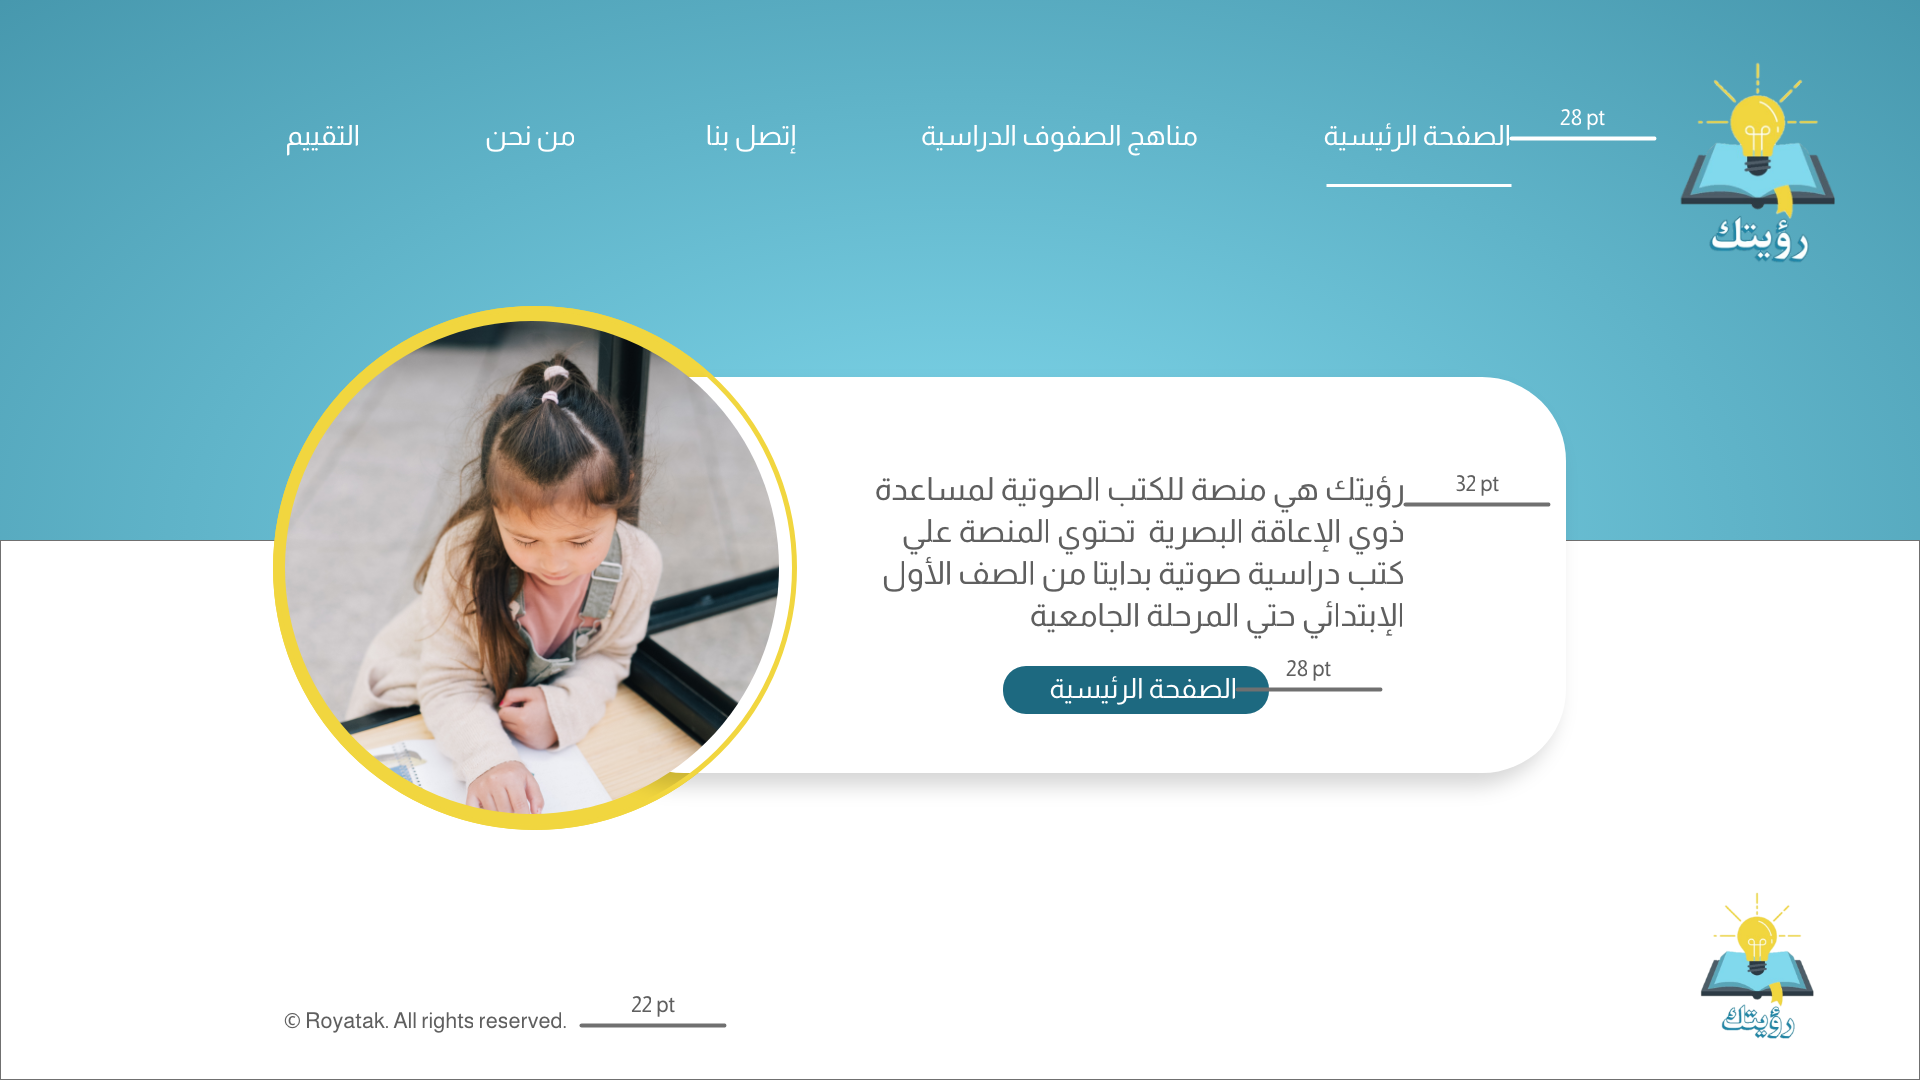 رؤيتك
28 pt
الصفحة الرئيسية
مناهج الصفوف الدراسية
إتصل بنا
من نحن
التقييم
32 pt
رؤيتك هي منصة للكتب الصوتية لمساعدة
ذوي الإعاقة البصرية تحتوي المنصة علي
كتب دراسية صوتية بدايتا من الصف الأول
الإبتدائي حتي المرحلة الجامعية
28 pt
الصفحة الرئيسية
رؤيتك
© Royatak. All rights reserved.
22 pt